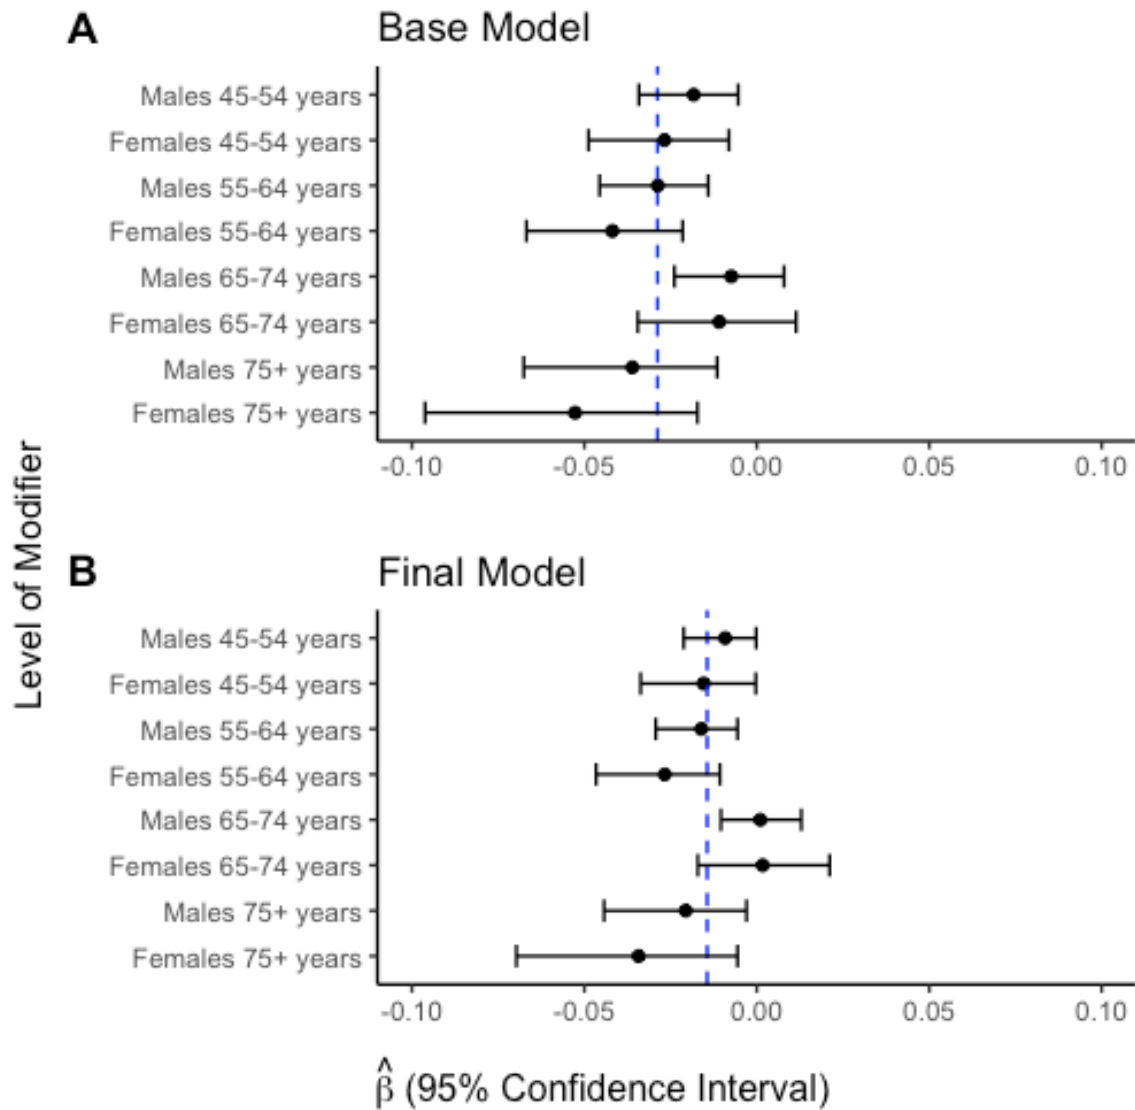 A
Base Model
Males 45-54 years
Females 45-54 years
Males 55-64 years
Females 55-64 years
Males 65-74 years
Females 65-74 years
Males 75+ years
Females 75+ years
-0.10 -0.05 0.00 0.05 0.10
Level of Modifier
B
Final Model
Males 45-54 years
Females 45-54 years
Males 55-64 years
Females 55-64 years
Males 65-74 years
Females 65-74 years
Males 75+ years
Females 75+ years
-0.10 -0.05 0.00 0.05 0.10
β̂ (95% Confidence Interval)